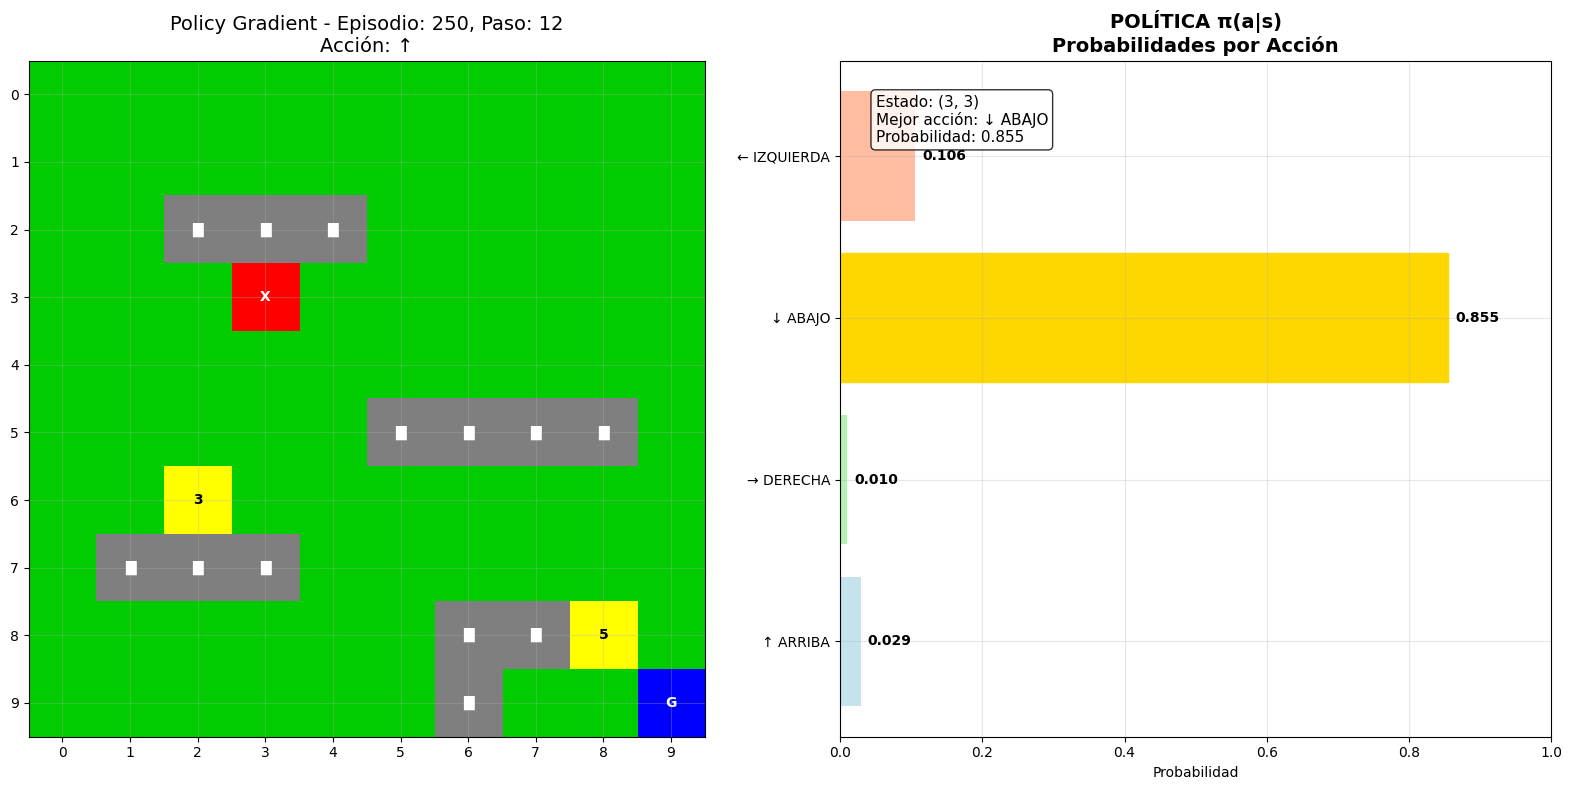 Policy Gradient - Episodio: 250, Paso: 12
Acción: ↑
0
1
2
3
X
4
5
6
3
7
8
5
9
G
0 1 2 3 4 5 6 7 8 9
POLÍTICA π(a|s)
Probabilidades por Acción
Estado: (3, 3)
Mejor acción: ↓ ABAJO
Probabilidad: 0.855
← IZQUIERDA 0.106
↓ ABAJO 0.855
→ DERECHA 0.010
↑ ARRIBA 0.029
0.0 0.2 0.4 0.6 0.8 1.0
Probabilidad